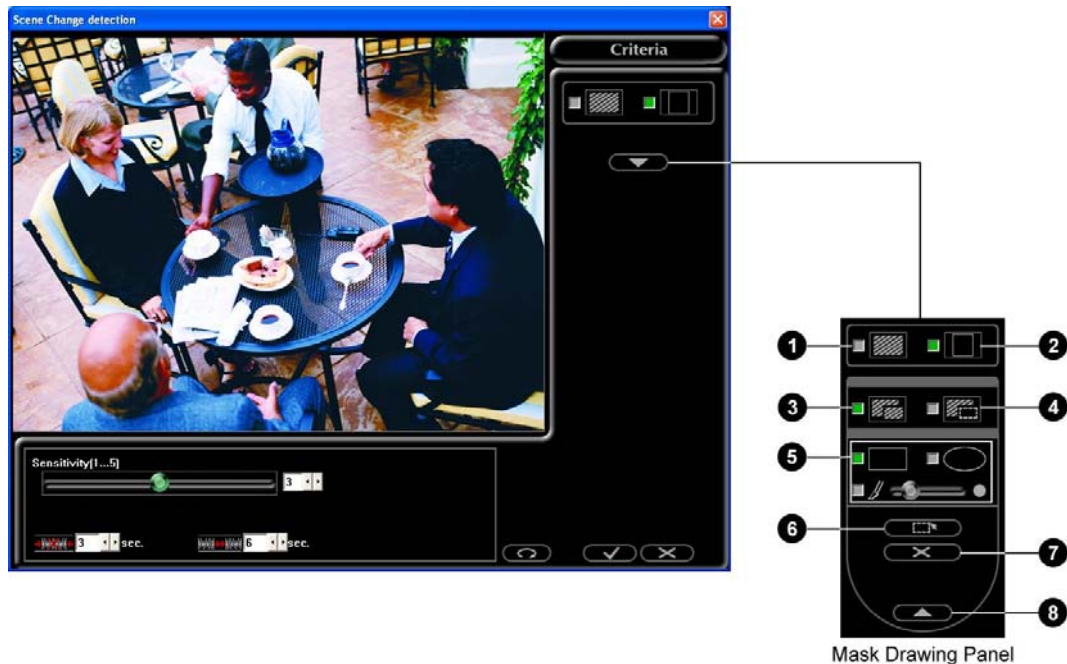 Scene Change detection
Criteria
Sensitivity(1...5)
3
3 sec.
6 sec.
1
2
3
4
5
6
7
8
Mask Drawing Panel